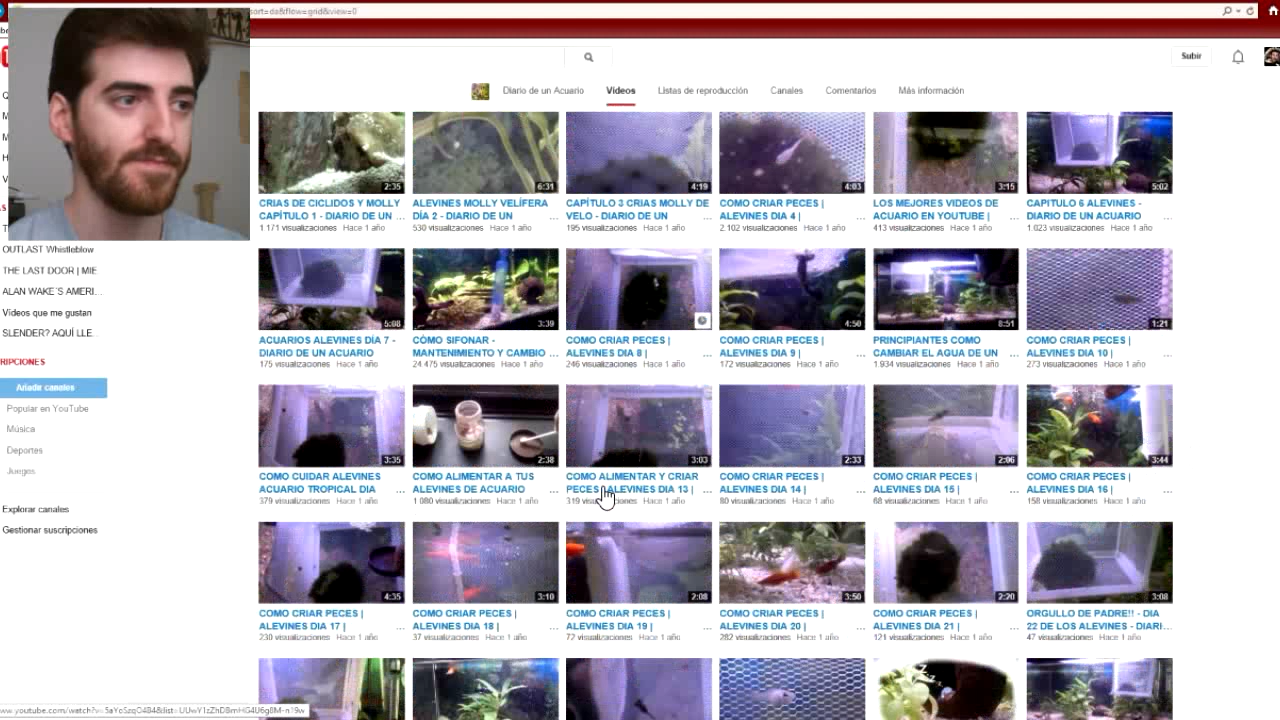 sort=da&flow=grid&view=0
Subir
Diario de un Acuario Vídeos Listas de reproducción Canales Comentarios Más información
2:35 6:31 4:19 4:03 3:15 5:02
CRIAS DE CICLIDOS Y MOLLY CAPÍTULO 1 - DIARIO DE UN ...
1 171 visualizaciones Hace 1 año
ALEVINES MOLLY VELÍFERA DÍA 2 - DIARIO DE UN ...
530 visualizaciones Hace 1 año
CAPÍTULO 3 CRIAS MOLLY DE VELO - DIARIO DE UN ...
195 visualizaciones Hace 1 año
COMO CRIAR PECES | ALEVINES DIA 4 | ...
2.102 visualizaciones Hace 1 año
LOS MEJORES VIDEOS DE ACUARIO EN YOUTUBE | ...
413 visualizaciones Hace 1 año
CAPITULO 6 ALEVINES - DIARIO DE UN ACUARIO
1.023 visualizaciones Hace 1 año
OUTLAST Whistleblow
THE LAST DOOR | MIE
ALAN WAKE´S AMERI...
Vídeos que me gustan
SLENDER? AQUÍ LLE...
RIPCIONES
Añadir canales
Popular en YouTube
Música
Deportes
Juegos
Explorar canales
Gestionar suscripciones
5:08 3:39 4:50 8:51 1:21
ACUARIOS ALEVINES DÍA 7 - DIARIO DE UN ACUARIO
175 visualizaciones Hace 1 año
CÓMO SIFONAR - MANTENIMIENTO Y CAMBIO ...
24 475 visualizaciones Hace 1 año
COMO CRIAR PECES | ALEVINES DIA 8 | ...
246 visualizaciones Hace 1 año
COMO CRIAR PECES | ALEVINES DIA 9 | ...
172 visualizaciones Hace 1 año
PRINCIPIANTES COMO CAMBIAR EL AGUA DE UN ...
1.934 visualizaciones Hace 1 año
COMO CRIAR PECES | ALEVINES DIA 10 | ...
273 visualizaciones Hace 1 año
3:35 2:38 3:03 2:33 2:06 3:44
COMO CUIDAR ALEVINES ACUARIO TROPICAL DIA ...
379 visualizaciones Hace 1 año
COMO ALIMENTAR A TUS ALEVINES DE ACUARIO ...
1 080 visualizaciones Hace 1 año
COMO ALIMENTAR Y CRIAR PECES | ALEVINES DIA 13 | ...
319 visualizaciones Hace 1 año
COMO CRIAR PECES | ALEVINES DIA 14 | ...
80 visualizaciones Hace 1 año
COMO CRIAR PECES | ALEVINES DIA 15 | ...
68 visualizaciones Hace 1 año
COMO CRIAR PECES | ALEVINES DIA 16 | ...
158 visualizaciones Hace 1 año
4:35 3:10 2:08 3:50 2:20 3:08
COMO CRIAR PECES | ALEVINES DIA 17 | ...
230 visualizaciones Hace 1 año
COMO CRIAR PECES | ALEVINES DIA 18 | ...
37 visualizaciones Hace 1 año
COMO CRIAR PECES | ALEVINES DIA 19 | ...
72 visualizaciones Hace 1 año
COMO CRIAR PECES | ALEVINES DIA 20 | ...
282 visualizaciones Hace 1 año
COMO CRIAR PECES | ALEVINES DIA 21 | ...
121 visualizaciones Hace 1 año
ORGULLO DE PADRE!! - DIA 22 DE LOS ALEVINES - DIARI...
47 visualizaciones Hace 1 año